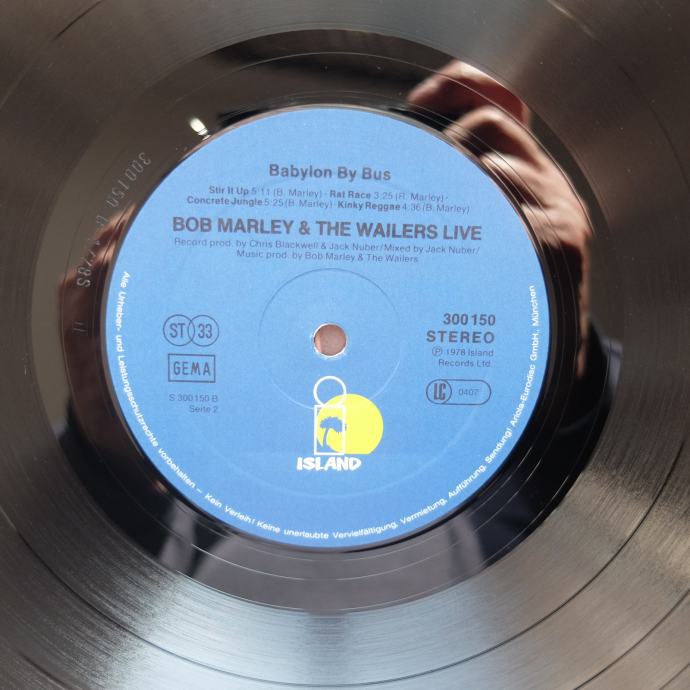 Babylon By Bus
Stir It Up 5:11 (B. Marley) · Rat Race 3:25 (R. Marley) ·
Concrete Jungle 5:25 (B. Marley) · Kinky Reggae 4:36 (B. Marley)
BOB MARLEY & THE WAILERS LIVE
Record prod. by Chris Blackwell & Jack Nuber/Mixed by Jack Nuber/
Music prod. by Bob Marley & The Wailers
ST 33
GEMA
S 300 150 B
Seite 2
300 150
STEREO
℗ 1978 Island
Records Ltd.
LC 0407
ISLAND
Alle Urheber- und Leistungsschutzrechte vorbehalten – Kein Verleih! Keine unerlaubte Vervielfältigung, Vermietung, Aufführung, Sendung! Ariola-Eurodisc GmbH., München
300150